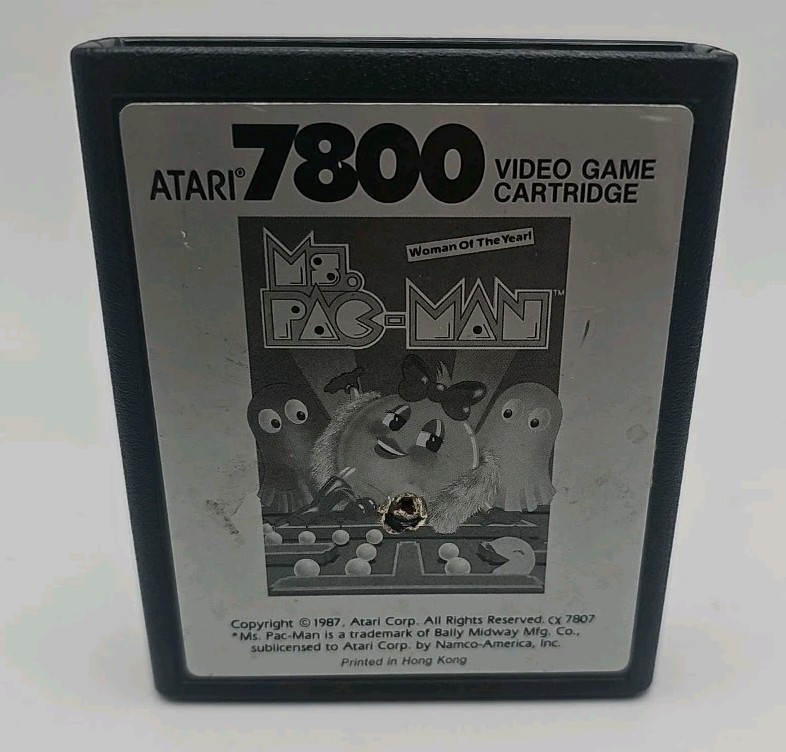 ATARI® 7800 VIDEO GAME
CARTRIDGE
Woman Of The Year!
Ms.
PAC-MAN™
Copyright ©1987, Atari Corp. All Rights Reserved. CX 7807
*Ms. Pac-Man is a trademark of Bally Midway Mfg. Co.,
sublicensed to Atari Corp. by Namco-America, Inc.
Printed in Hong Kong